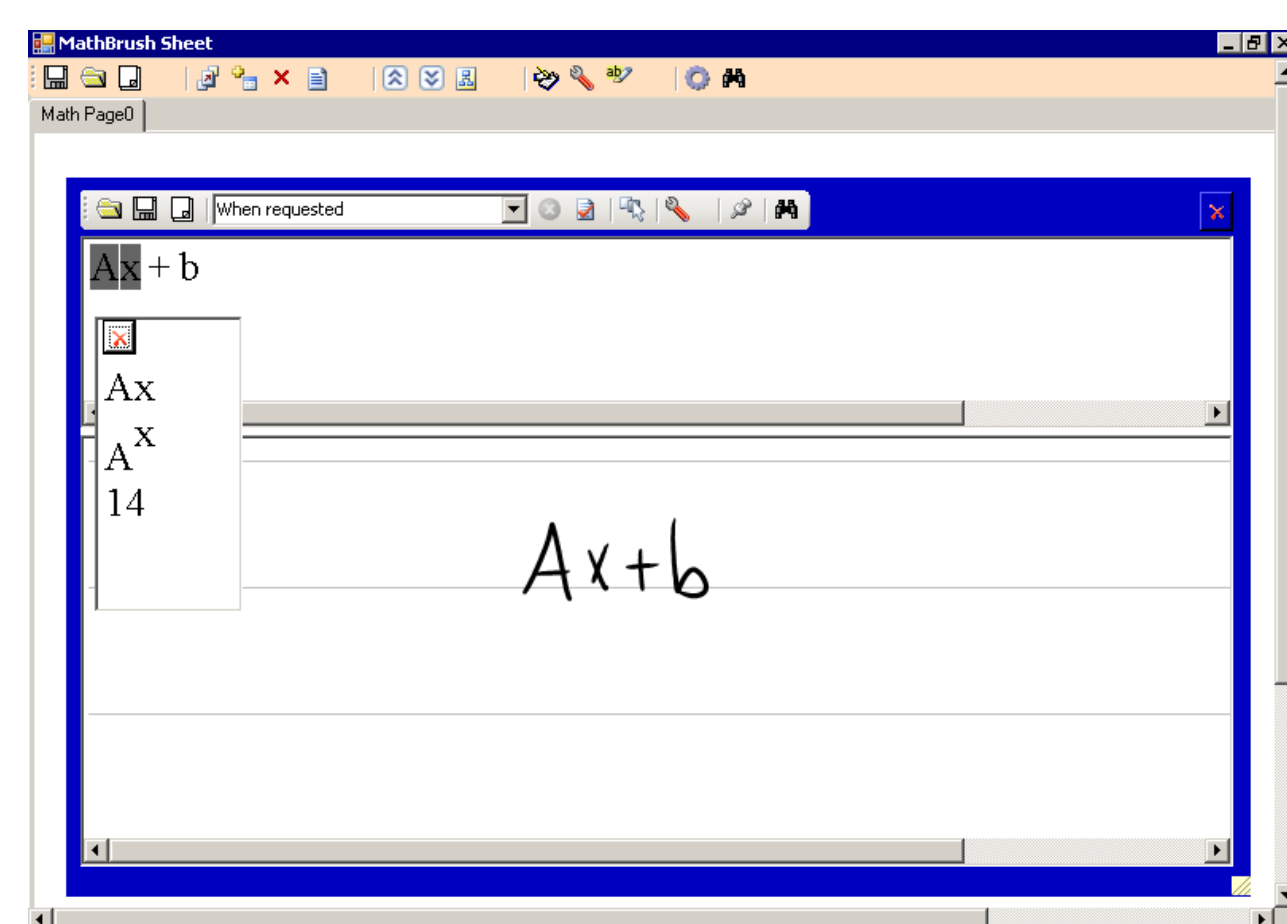 MathBrush Sheet
Math Page0
When requested
Ax + b
Ax
A^x
14
Ax+b